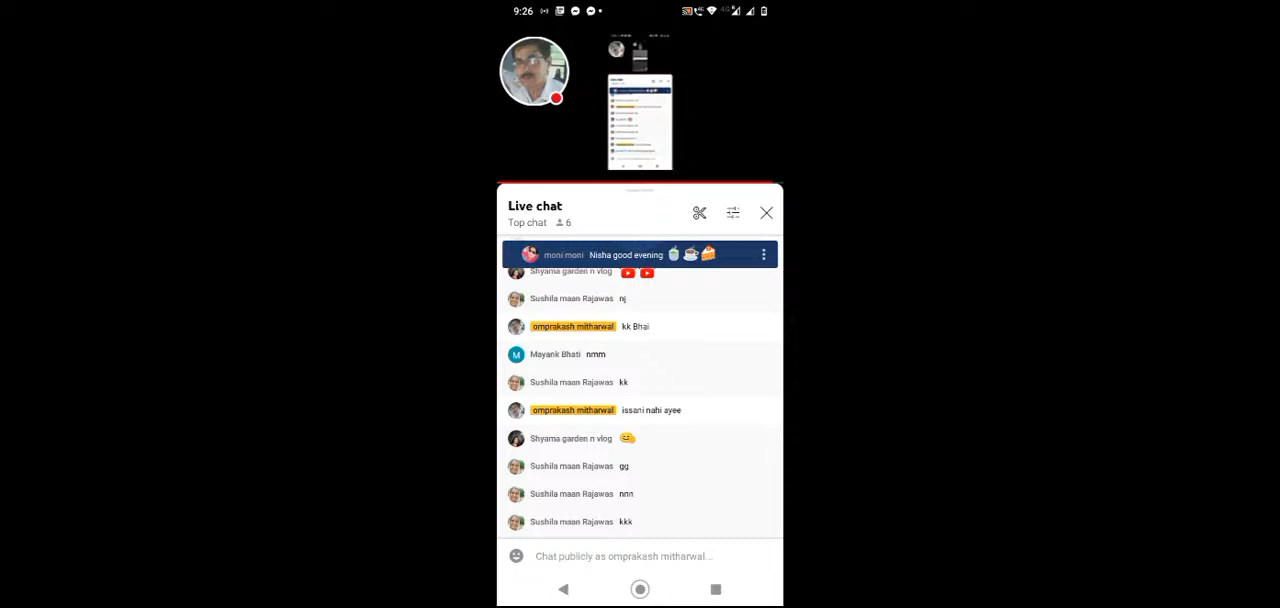 9:26
4G
Live chat
Top chat 6
moni moni Nisha good evening
Shyama garden n vlog
Sushila maan Rajawas nj
omprakash mitharwal kk Bhai
M Mayank Bhati nmm
Sushila maan Rajawas kk
omprakash mitharwal issani nahi ayee
Shyama garden n vlog
Sushila maan Rajawas gg
Sushila maan Rajawas nnn
Sushila maan Rajawas kkk
Chat publicly as omprakash mitharwal...